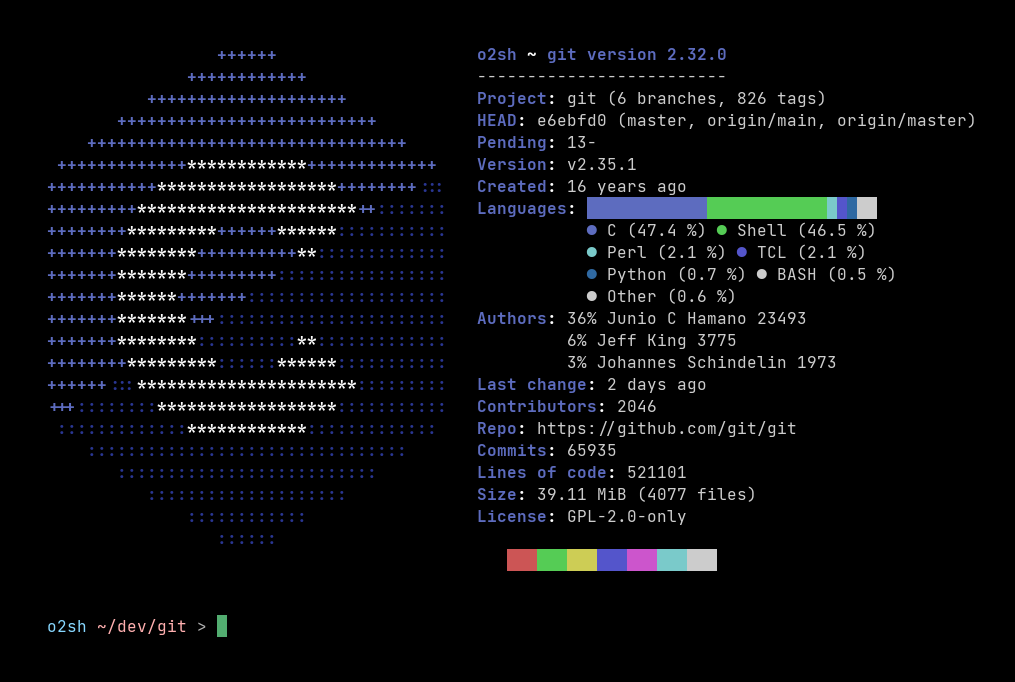 o2sh ~ git version 2.32.0
-------------------------
Project: git (6 branches, 826 tags)
HEAD: e6ebfd0 (master, origin/main, origin/master)
Pending: 13-
Version: v2.35.1
Created: 16 years ago
Languages:
● C (47.4 %) ● Shell (46.5 %)
● Perl (2.1 %) ● TCL (2.1 %)
● Python (0.7 %) ● BASH (0.5 %)
● Other (0.6 %)
Authors: 36% Junio C Hamano 23493
6% Jeff King 3775
3% Johannes Schindelin 1973
Last change: 2 days ago
Contributors: 2046
Repo: https://github.com/git/git
Commits: 65935
Lines of code: 521101
Size: 39.11 MiB (4077 files)
License: GPL-2.0-only
o2sh ~/dev/git >